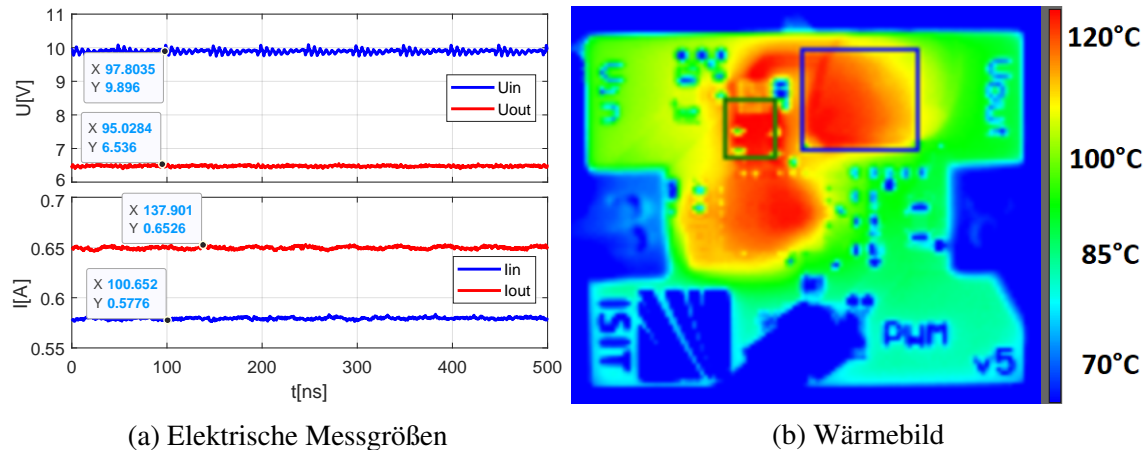 11
10
9
8
7
6
U[V]
X 97.8035
Y 9.896
X 95.0284
Y 6.536
Uin
Uout
0.7
0.65
0.6
0.55
I[A]
X 137.901
Y 0.6526
X 100.652
Y 0.5776
Iin
Iout
0 100 200 300 400 500
t[ns]
(a) Elektrische Messgrößen
Vin
Vout
ISIT
PWM
v5
120°C
100°C
85°C
70°C
(b) Wärmebild